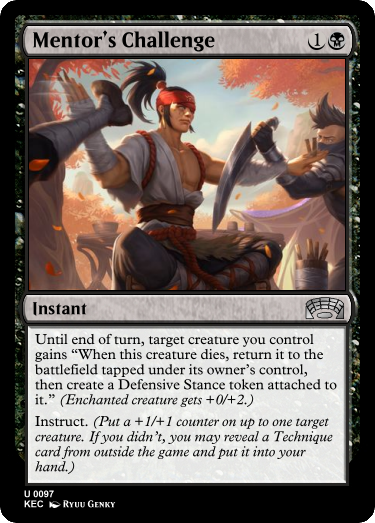 Mentor's Challenge 1
Instant
Until end of turn, target creature you control
gains “When this creature dies, return it to the
battlefield tapped under its owner's control,
then create a Defensive Stance token attached to
it.” (Enchanted creature gets +0/+2.)
Instruct. (Put a +1/+1 counter on up to one target
creature. If you didn't, you may reveal a Technique
card from outside the game and put it into your
hand.)
U 0097
KEC Ryuu Genky